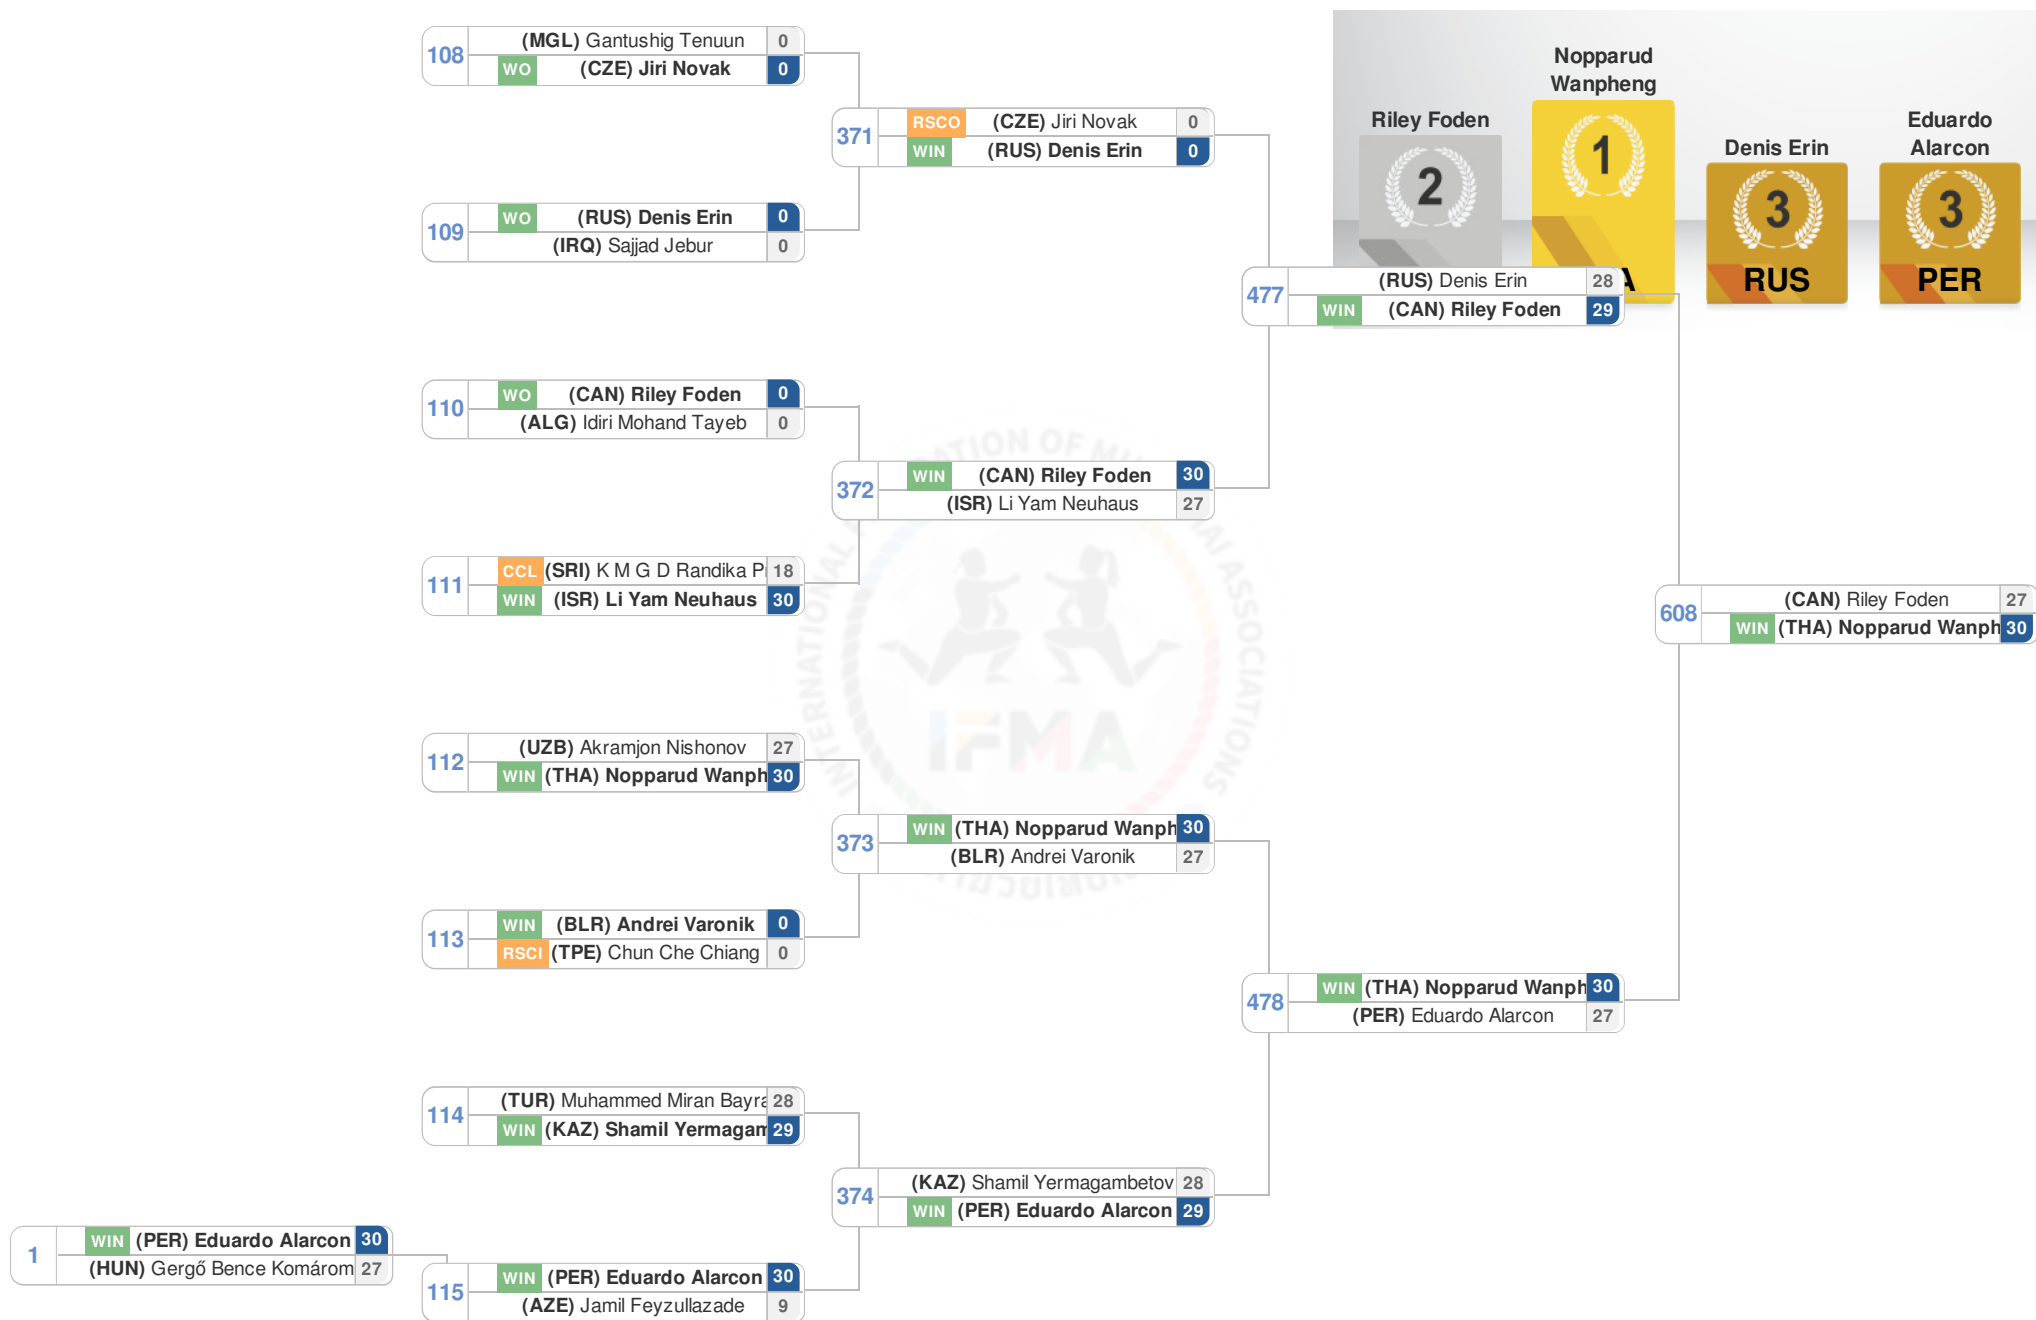 108
(MGL) Gantushig Tenuun 0
WO (CZE) Jiri Novak 0
109
WO (RUS) Denis Erin 0
(IRQ) Sajjad Jebur 0
110
WO (CAN) Riley Foden 0
(ALG) Idiri Mohand Tayeb 0
111
CCL (SRI) K M G D Randika P 18
WIN (ISR) Li Yam Neuhaus 30
112
(UZB) Akramjon Nishonov 27
WIN (THA) Nopparud Wanph 30
113
WIN (BLR) Andrei Varonik 0
RSCI (TPE) Chun Che Chiang 0
114
(TUR) Muhammed Miran Bayra 28
WIN (KAZ) Shamil Yermagam 29
1
WIN (PER) Eduardo Alarcon 30
(HUN) Gergő Bence Komárom 27
115
WIN (PER) Eduardo Alarcon 30
(AZE) Jamil Feyzullazade 9
371
RSCO (CZE) Jiri Novak 0
WIN (RUS) Denis Erin 0
372
WIN (CAN) Riley Foden 30
(ISR) Li Yam Neuhaus 27
373
WIN (THA) Nopparud Wanph 30
(BLR) Andrei Varonik 27
374
(KAZ) Shamil Yermagambetov 28
WIN (PER) Eduardo Alarcon 29
477
(RUS) Denis Erin 28
WIN (CAN) Riley Foden 29
478
WIN (THA) Nopparud Wanph 30
(PER) Eduardo Alarcon 27
608
(CAN) Riley Foden 27
WIN (THA) Nopparud Wanph 30
Riley Foden
2
Nopparud
Wanpheng
1
A
Denis Erin
3
RUS
Eduardo
Alarcon
3
PER
INTERNATIONAL
ASSOCIATIONS
IFMA